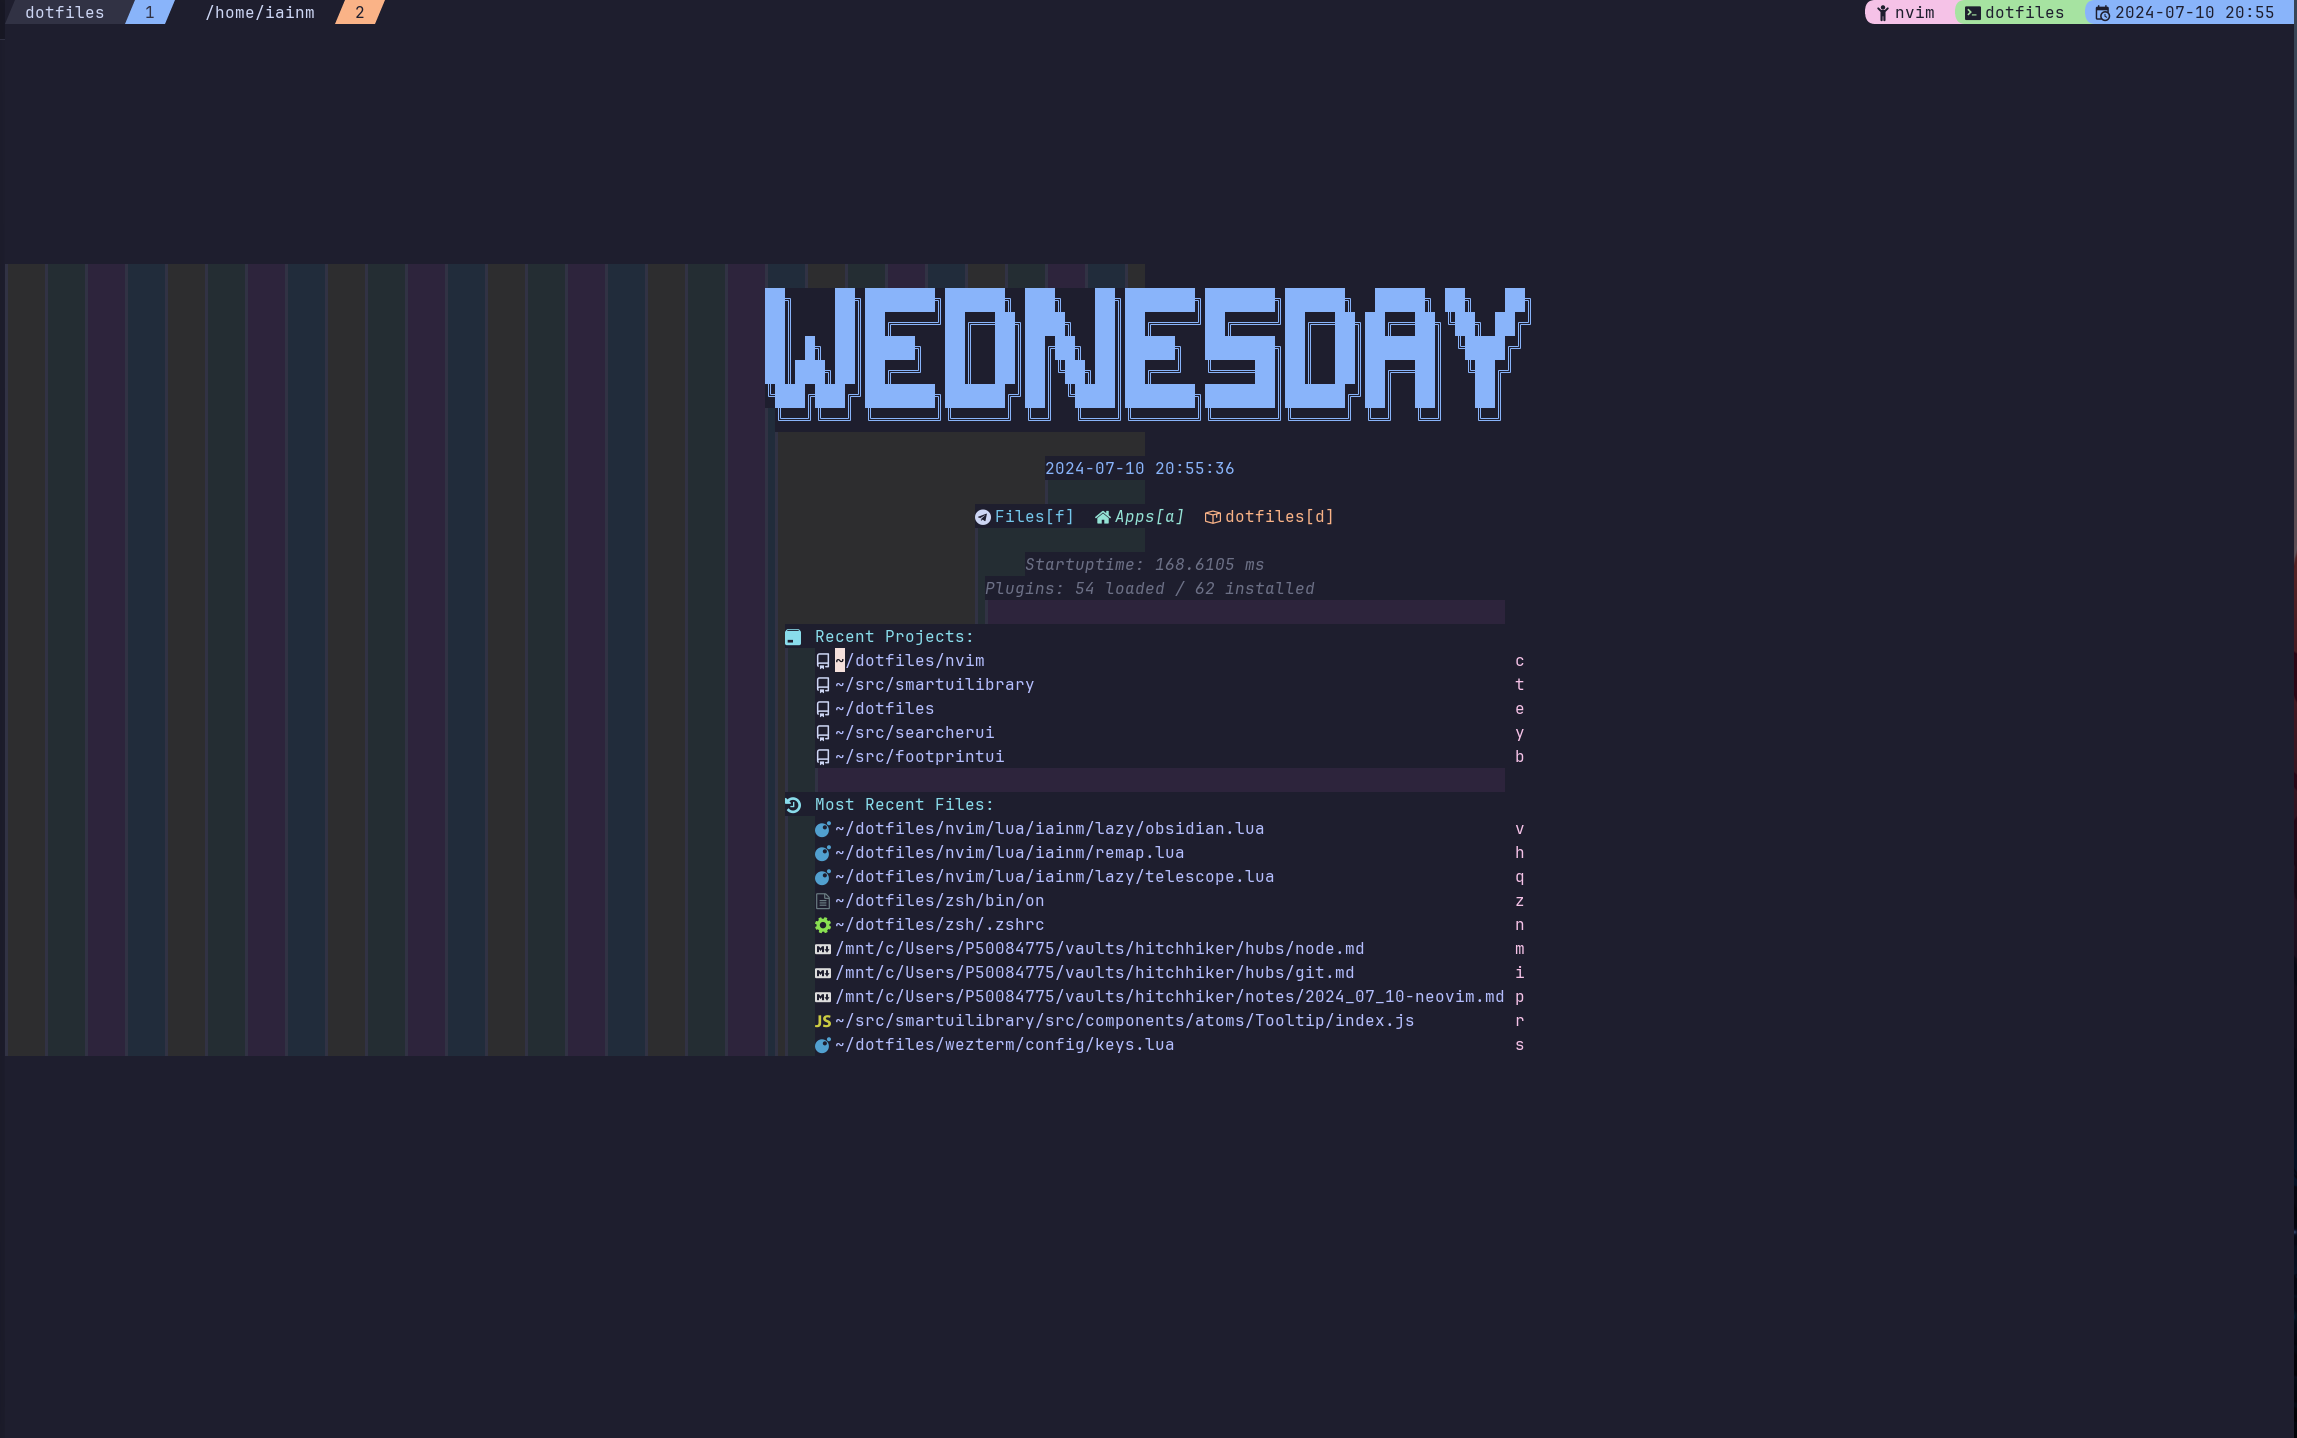 dotfiles 1 /home/iainm 2 nvim dotfiles 2024-07-10 20:55
WEDNESDAY
2024-07-10 20:55:36
Files[f] Apps[a] dotfiles[d]
Startuptime: 168.6105 ms
Plugins: 54 loaded / 62 installed
Recent Projects:
~/dotfiles/nvim c
~/src/smartuilibrary t
~/dotfiles e
~/src/searcherui y
~/src/footprintui b
Most Recent Files:
~/dotfiles/nvim/lua/iainm/lazy/obsidian.lua v
~/dotfiles/nvim/lua/iainm/remap.lua h
~/dotfiles/nvim/lua/iainm/lazy/telescope.lua q
~/dotfiles/zsh/bin/on z
~/dotfiles/zsh/.zshrc n
/mnt/c/Users/P50084775/vaults/hitchhiker/hubs/node.md m
/mnt/c/Users/P50084775/vaults/hitchhiker/hubs/git.md i
/mnt/c/Users/P50084775/vaults/hitchhiker/notes/2024_07_10-neovim.md p
JS ~/src/smartuilibrary/src/components/atoms/Tooltip/index.js r
~/dotfiles/wezterm/config/keys.lua s